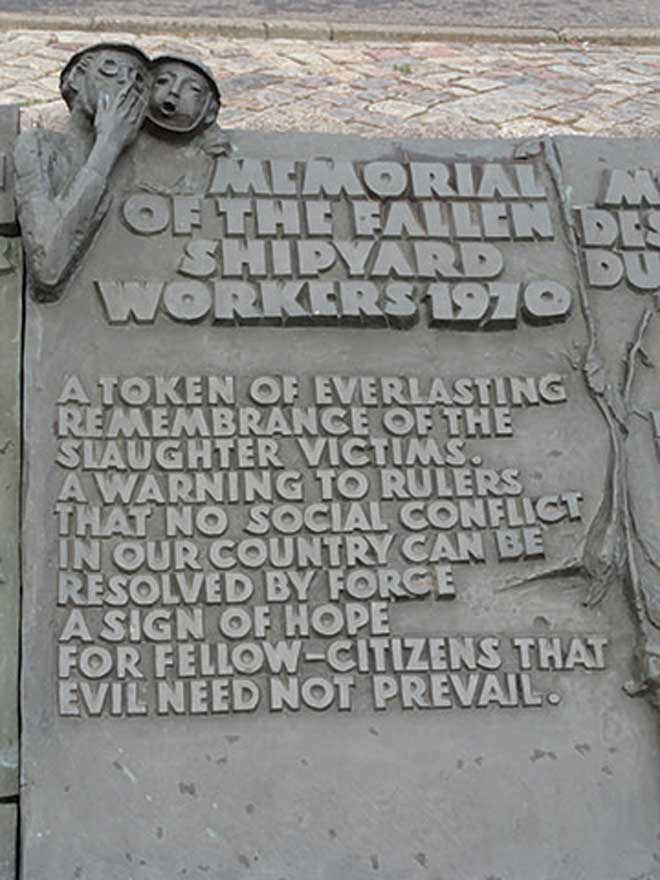 MEMORIAL
OF THE FALLEN
SHIPYARD
WORKERS 1970
A TOKEN OF EVERLASTING
REMEMBRANCE OF THE
SLAUGHTER VICTIMS.
A WARNING TO RULERS
THAT NO SOCIAL CONFLICT
IN OUR COUNTRY CAN BE
RESOLVED BY FORCE
A SIGN OF HOPE
FOR FELLOW-CITIZENS THAT
EVIL NEED NOT PREVAIL.